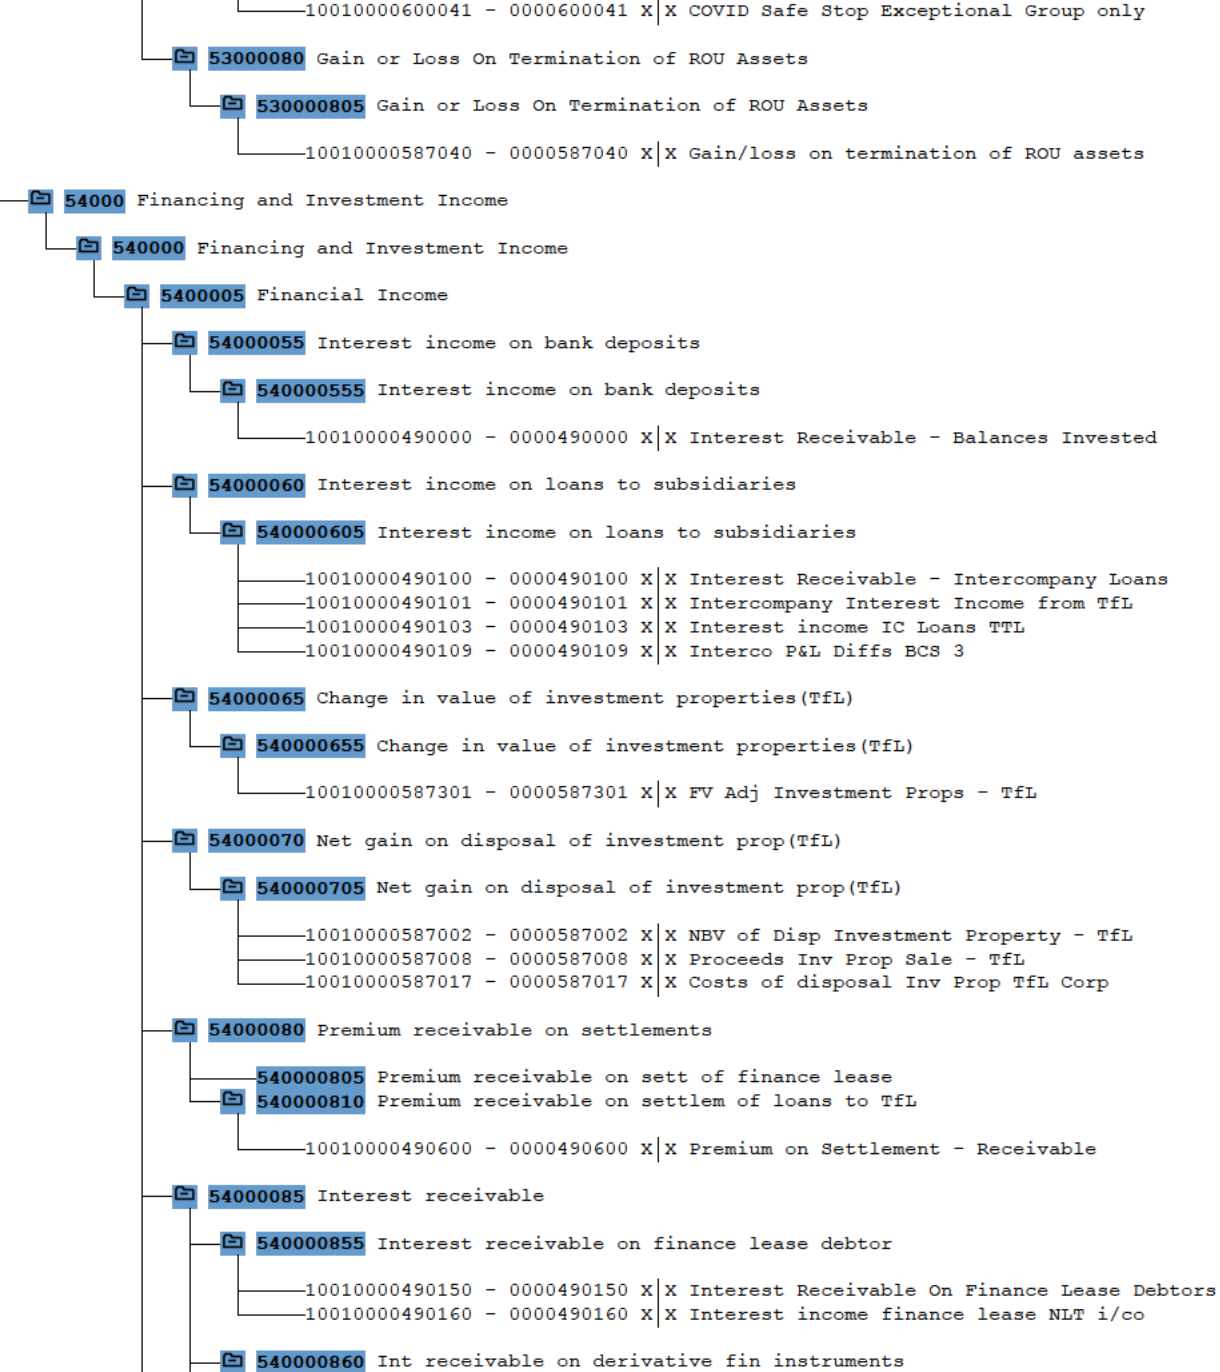 10010000600041 - 0000600041 X X COVID Safe Stop Exceptional Group only
53000080 Gain or Loss On Termination of ROU Assets
530000805 Gain or Loss On Termination of ROU Assets
10010000587040 - 0000587040 X X Gain/loss on termination of ROU assets
54000 Financing and Investment Income
540000 Financing and Investment Income
5400005 Financial Income
54000055 Interest income on bank deposits
540000555 Interest income on bank deposits
10010000490000 - 0000490000 X X Interest Receivable - Balances Invested
54000060 Interest income on loans to subsidiaries
540000605 Interest income on loans to subsidiaries
10010000490100 - 0000490100 X X Interest Receivable - Intercompany Loans
10010000490101 - 0000490101 X X Intercompany Interest Income from TfL
10010000490103 - 0000490103 X X Interest income IC Loans TTL
10010000490109 - 0000490109 X X Interco P&L Diffs BCS 3
54000065 Change in value of investment properties(TfL)
540000655 Change in value of investment properties(TfL)
10010000587301 - 0000587301 X X FV Adj Investment Props - TfL
54000070 Net gain on disposal of investment prop(TfL)
540000705 Net gain on disposal of investment prop(TfL)
10010000587002 - 0000587002 X X NBV of Disp Investment Property - TfL
10010000587008 - 0000587008 X X Proceeds Inv Prop Sale - TfL
10010000587017 - 0000587017 X X Costs of disposal Inv Prop TfL Corp
54000080 Premium receivable on settlements
540000805 Premium receivable on sett of finance lease
540000810 Premium receivable on settlem of loans to TfL
10010000490600 - 0000490600 X X Premium on Settlement - Receivable
54000085 Interest receivable
540000855 Interest receivable on finance lease debtor
10010000490150 - 0000490150 X X Interest Receivable On Finance Lease Debtors
10010000490160 - 0000490160 X X Interest income finance lease NLT i/co
540000860 Int receivable on derivative fin instruments